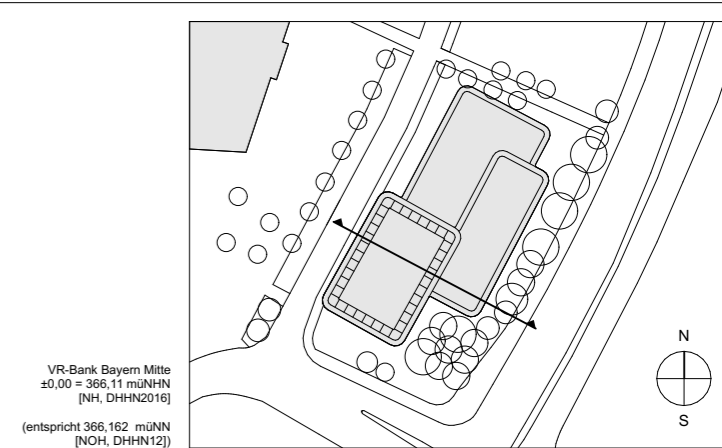 N
S
VR-Bank Bayern Mitte
±0,00 = 366,11 müNHN
[NH, DHHN2016]
(entspricht 366,162 müNN
[NOH, DHHN12])